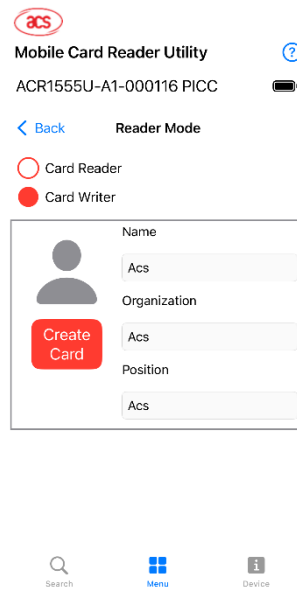 acs
Mobile Card Reader Utility
ACR1555U-A1-000116 PICC
Back
Reader Mode
Card Reader
Card Writer
Name
Acs
Organization
Acs
Position
Acs
Create
Card
Search
Menu
Device